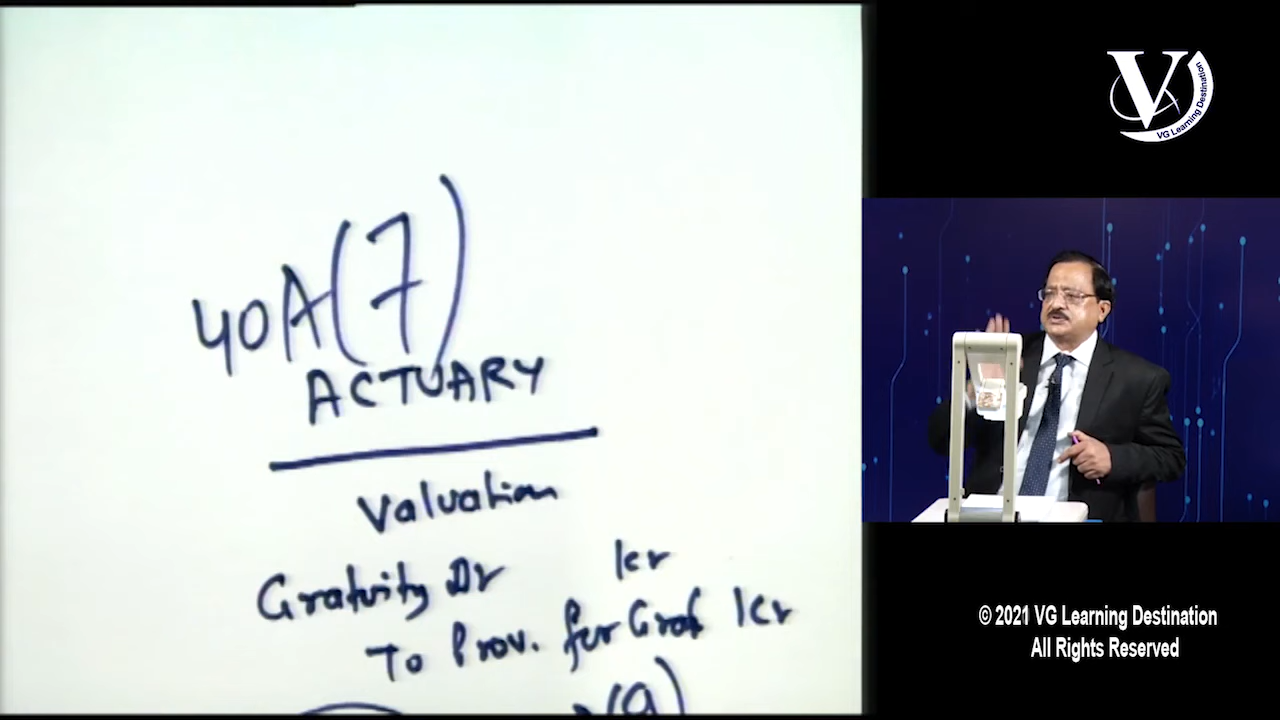 40A(7)
ACTUARY
Valuation
Gratuity Dr 1cr
To Prov. for Grat 1cr
(9)
V
VG Learning Destination
© 2021 VG Learning Destination
All Rights Reserved